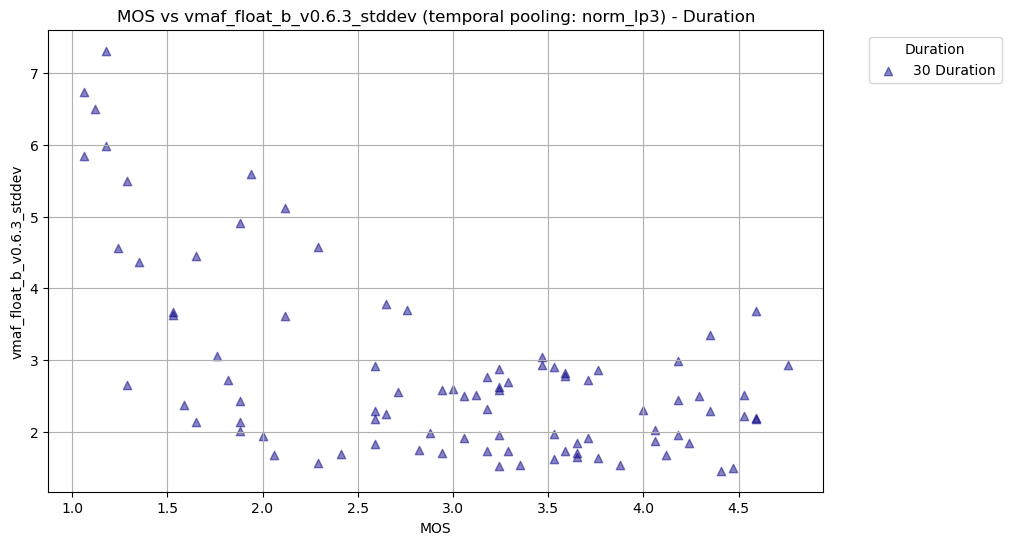 MOS vs vmaf_float_b_v0.6.3_stddev (temporal pooling: norm_lp3) - Duration
Duration
30 Duration
vmaf_float_b_v0.6.3_stddev
7
6
5
4
3
2
1.0 1.5 2.0 2.5 3.0 3.5 4.0 4.5
MOS